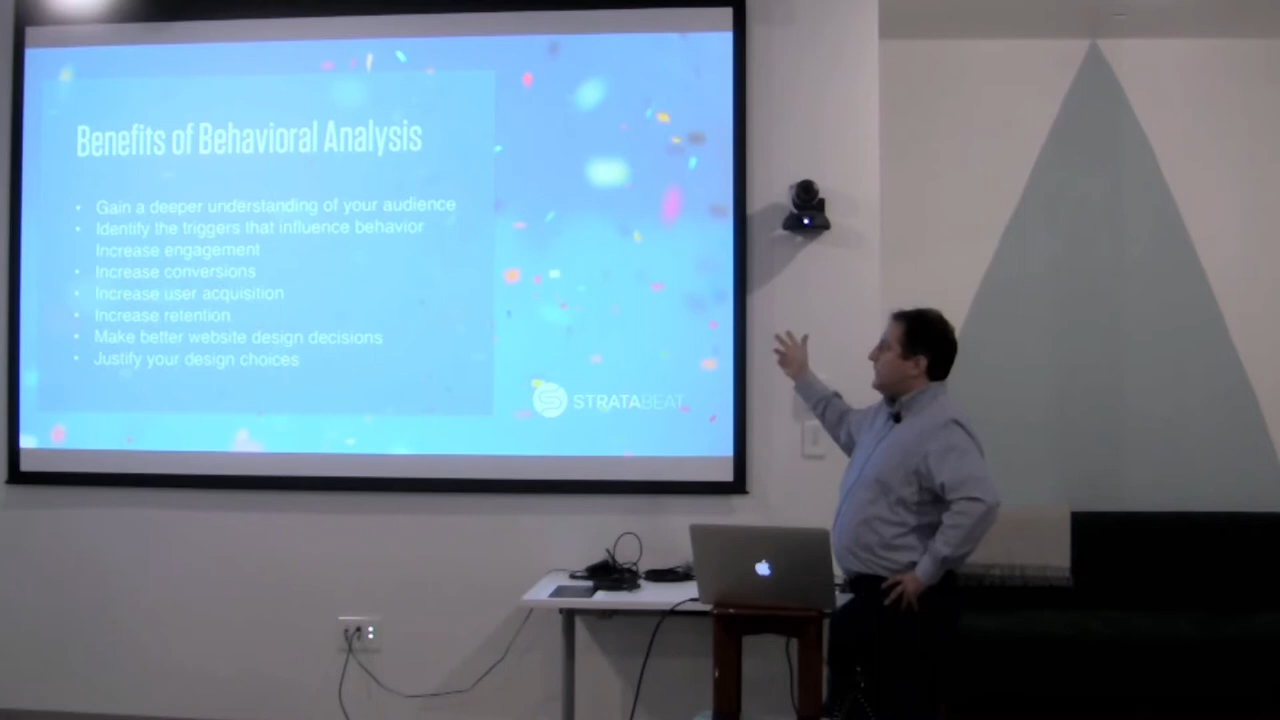 Benefits of Behavioral Analysis
• Gain a deeper understanding of your audience
• Identify the triggers that influence behavior
Increase engagement
• Increase conversions
• Increase user acquisition
• Increase retention
• Make better website design decisions
• Justify your design choices
STRATABEAT